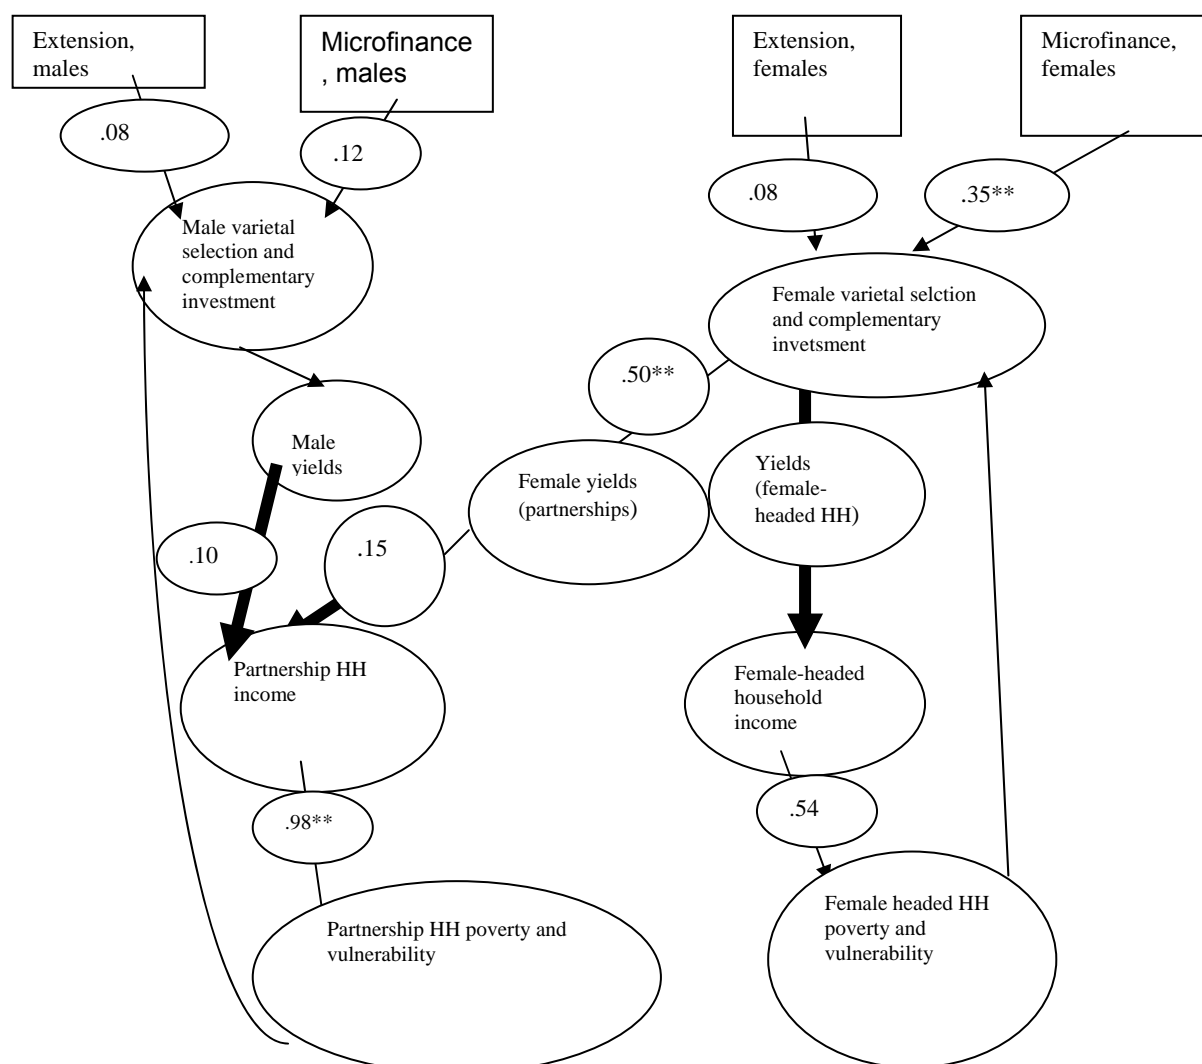 Extension,
males
Microfinance
, males
Extension,
females
Microfinance,
females
.08
.12
.08
.35**
Male varietal
selection and
complementary
investment
Female varietal selction
and complementary
invetsment
.50**
Male
yields
Female yields
(partnerships)
Yields
(female-
headed HH)
.10
.15
Partnership HH
income
Female-headed
household
income
.98**
.54
Partnership HH poverty and
vulnerability
Female headed HH
poverty and
vulnerability